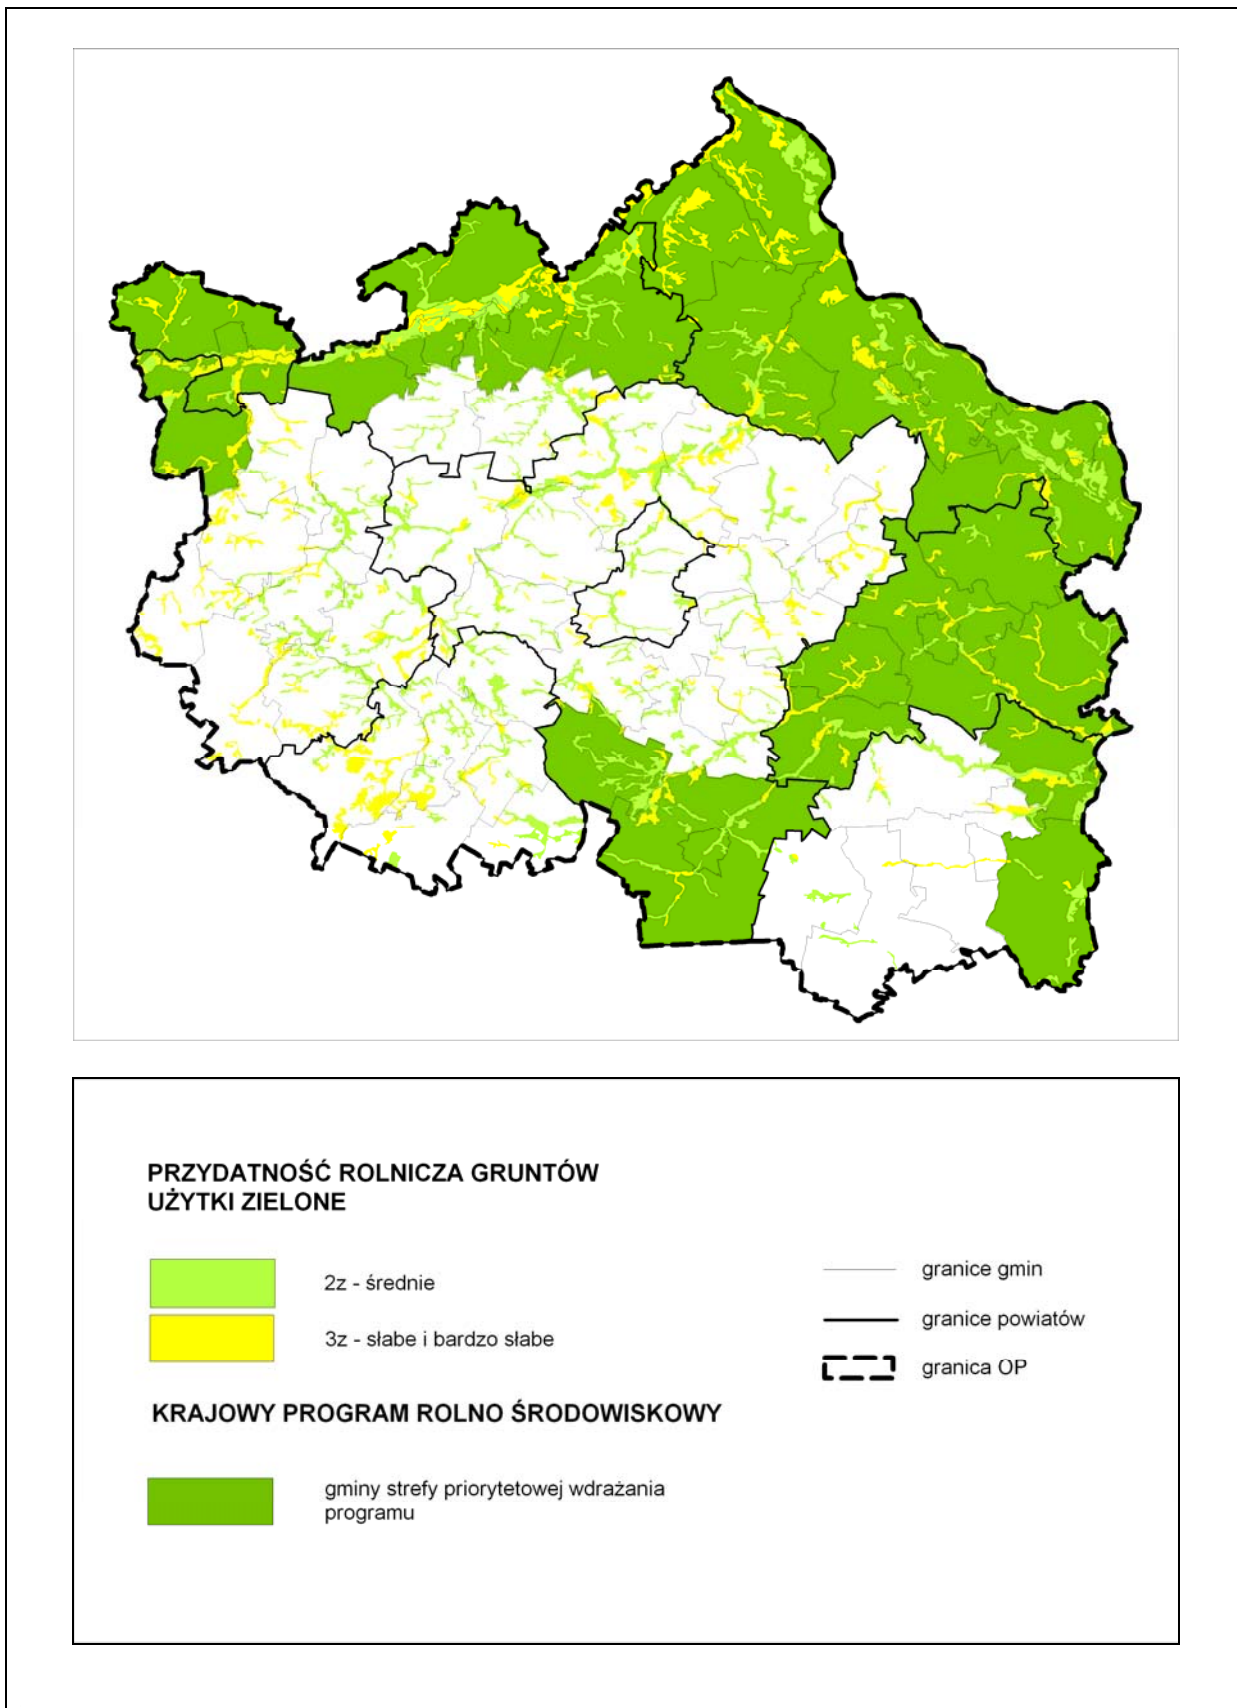 PRZYDATNOŚĆ ROLNICZA GRUNTÓW
UŻYTKI ZIELONE
2z - średnie
3z - słabe i bardzo słabe
granice gmin
granice powiatów
granica OP
KRAJOWY PROGRAM ROLNO ŚRODOWISKOWY
gminy strefy priorytetowej wdrażania
programu